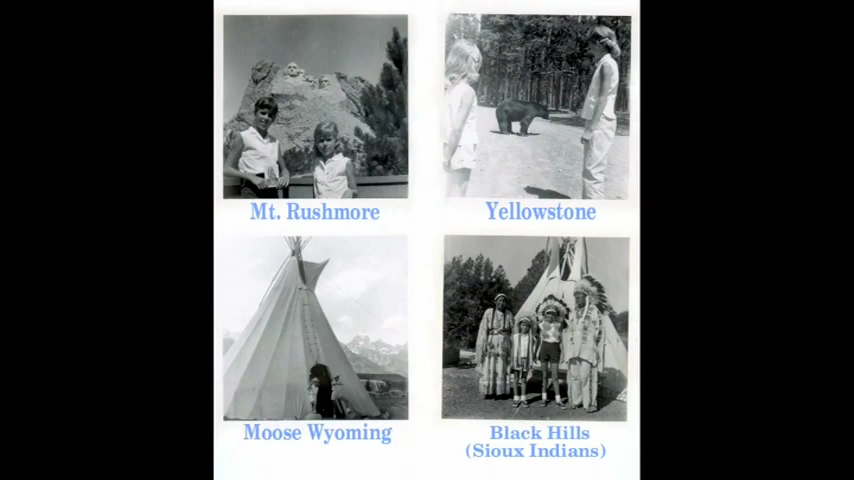 Mt. Rushmore
Yellowstone
Moose Wyoming
Black Hills
(Sioux Indians)